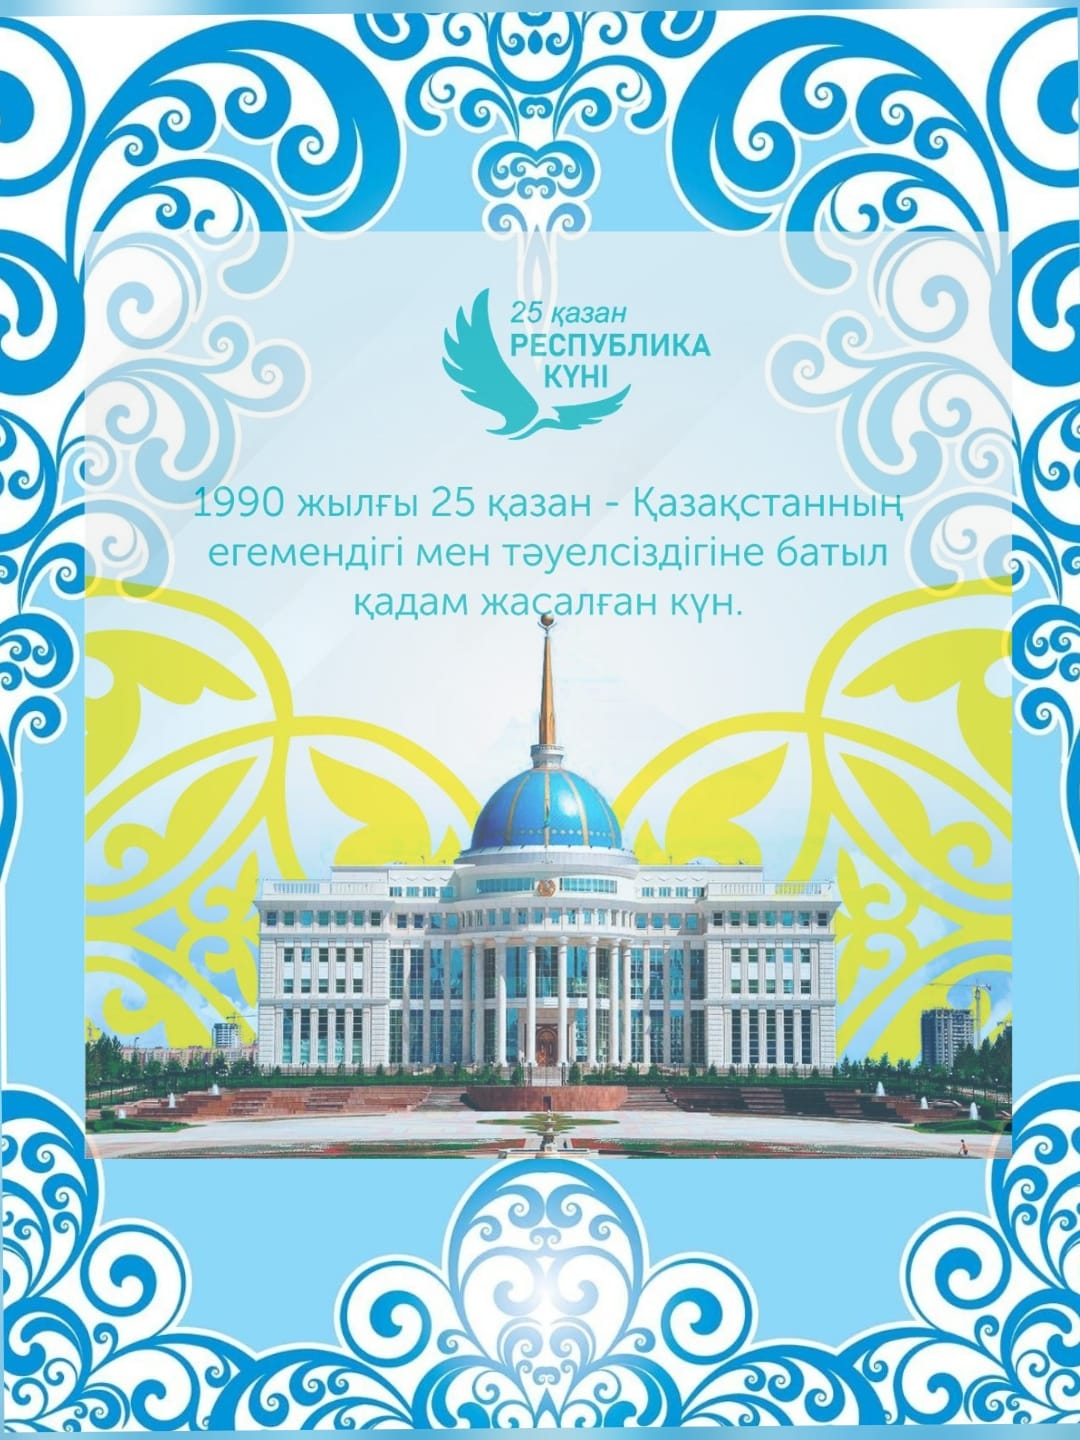 25 қазан
РЕСПУБЛИКА
КҮНІ
1990 жылғы 25 қазан - Қазақстанның
егемендігі мен тәуелсіздігіне батыл
қадам жасалған күн.